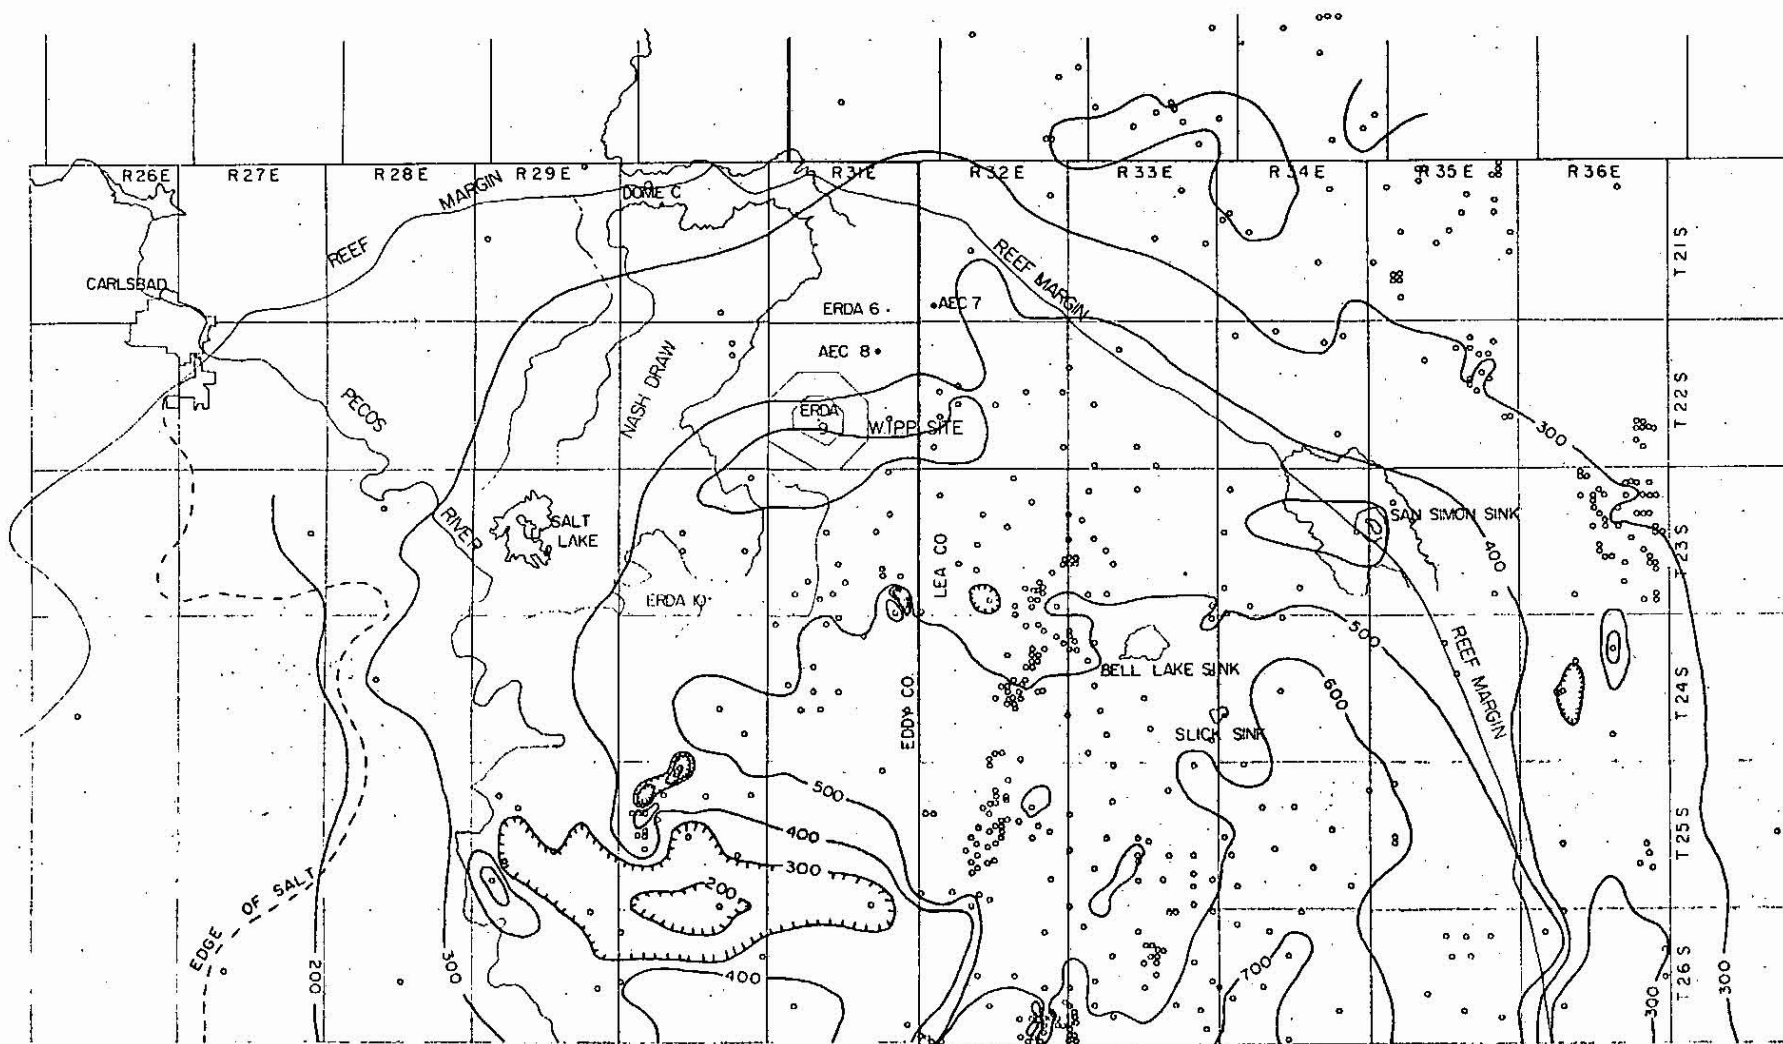 R26E R27E R28E R29E R31E R32E R33E R34E R35E R36E
DOME C
REEF MARGIN
REEF MARGIN
T21S
CARLSBAD
ERDA 6
AEC 7
AEC 8
NASH DRAW
PECOS
RIVER
ERDA
9
WIPP SITE
T22S
300
SALT
LAKE
SAN SIMON SINK
400
T23S
LEA CO
ERDA 10
500
REEF MARGIN
BELL LAKE SINK
EDDY CO.
600
T24S
SLICK SINK
500
400
300
200
T25S
EDGE OF SALT
200
300
400
700
300
300
T26S